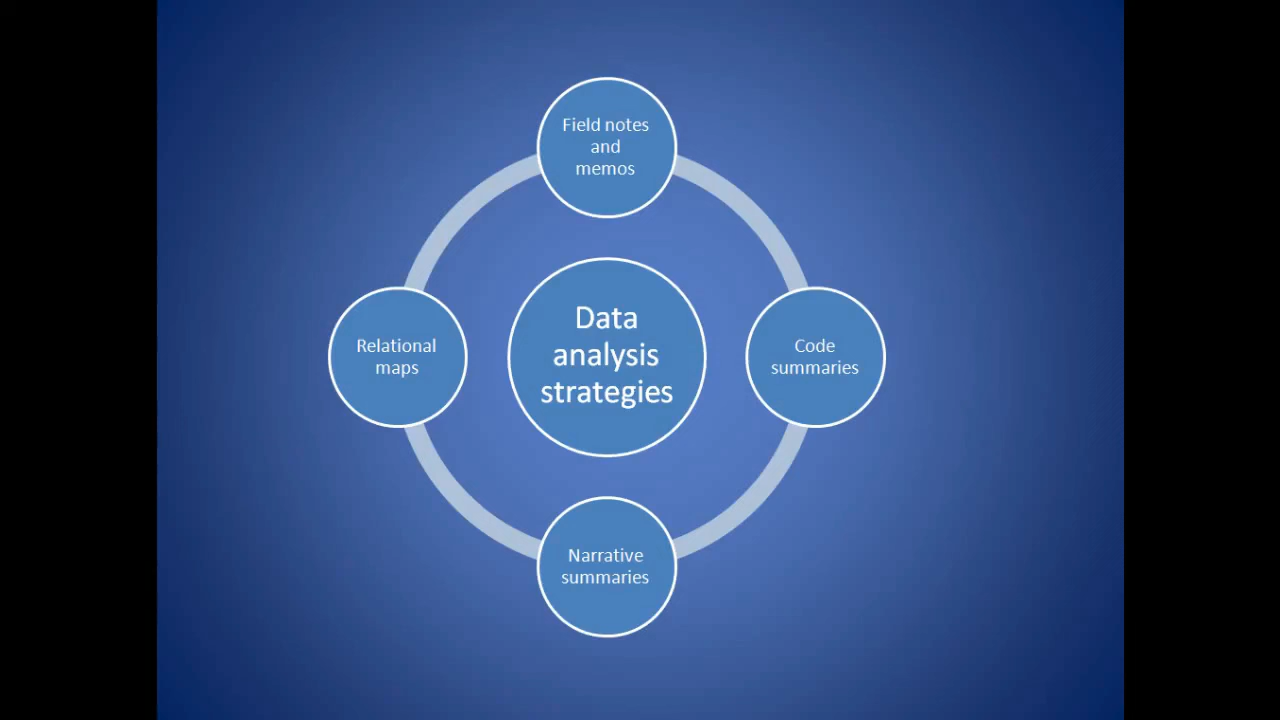 Field notes
and
memos
Relational
maps
Data
analysis
strategies
Code
summaries
Narrative
summaries